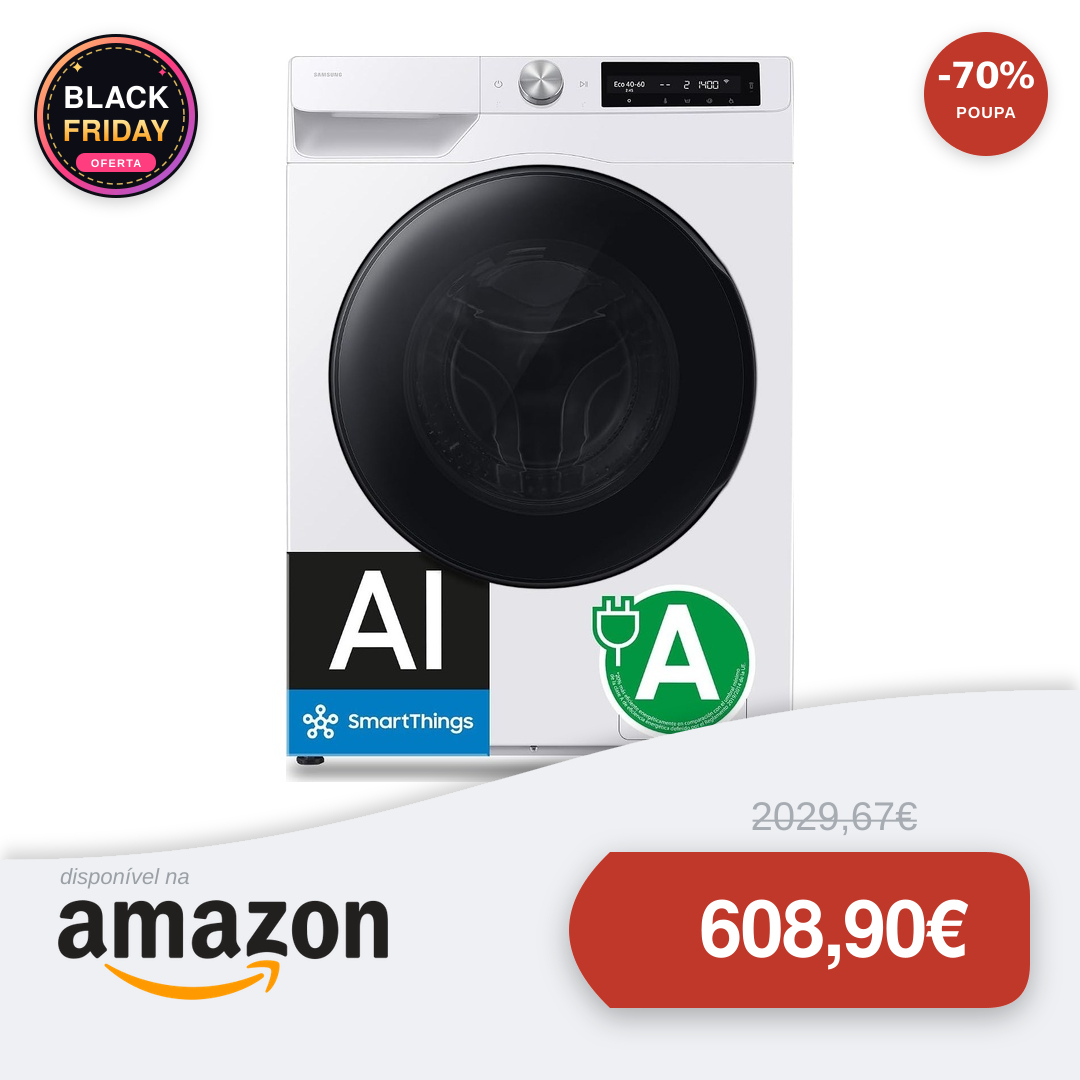 BLACK
FRIDAY
OFERTA
-70%
POUPA
SAMSUNG
Eco 40-60
2 1400
AI
SmartThings
A
2029,67€
608,90€
disponível na
amazon